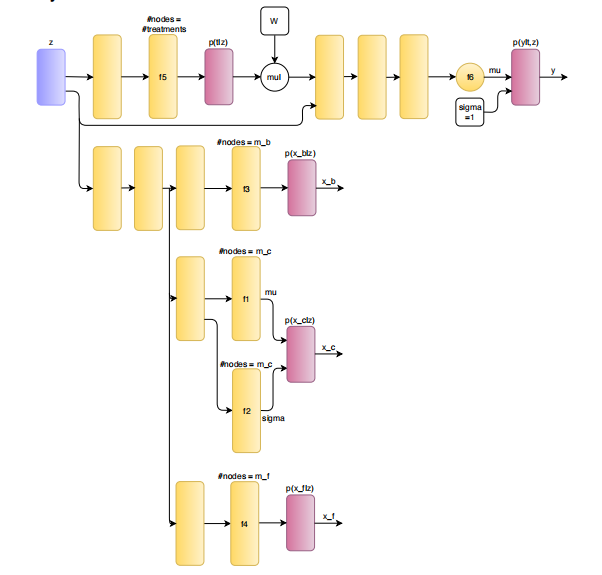 #nodes =
#treatments
W
z
p(t|z)
p(y|t,z)
f5
mul
f6
mu
y
sigma
=1
#nodes = m_b
p(x_b|z)
x_b
f3
#nodes = m_c
mu
f1
p(x_c|z)
x_c
#nodes = m_c
f2
sigma
#nodes = m_f
p(x_f|z)
x_f
f4